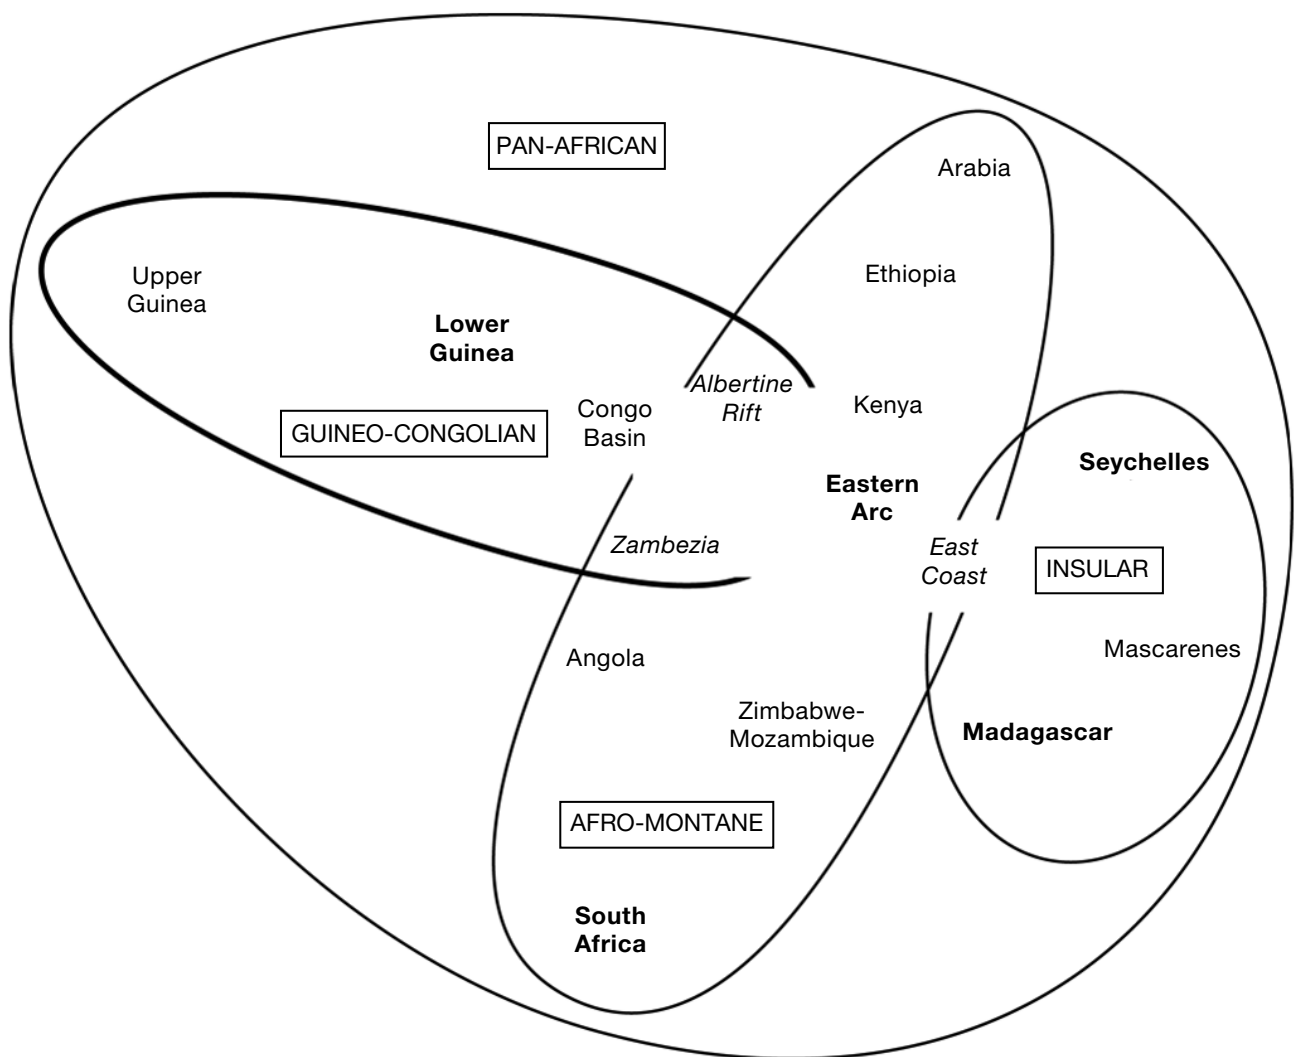 PAN-AFRICAN
Arabia
Ethiopia
Upper
Guinea
Lower
Guinea
Albertine
Rift
Congo
Basin
Kenya
GUINEO-CONGOLIAN
Seychelles
Eastern
Arc
Zambezia
East
Coast
INSULAR
Angola
Mascarenes
Zimbabwe-
Mozambique
Madagascar
AFRO-MONTANE
South
Africa